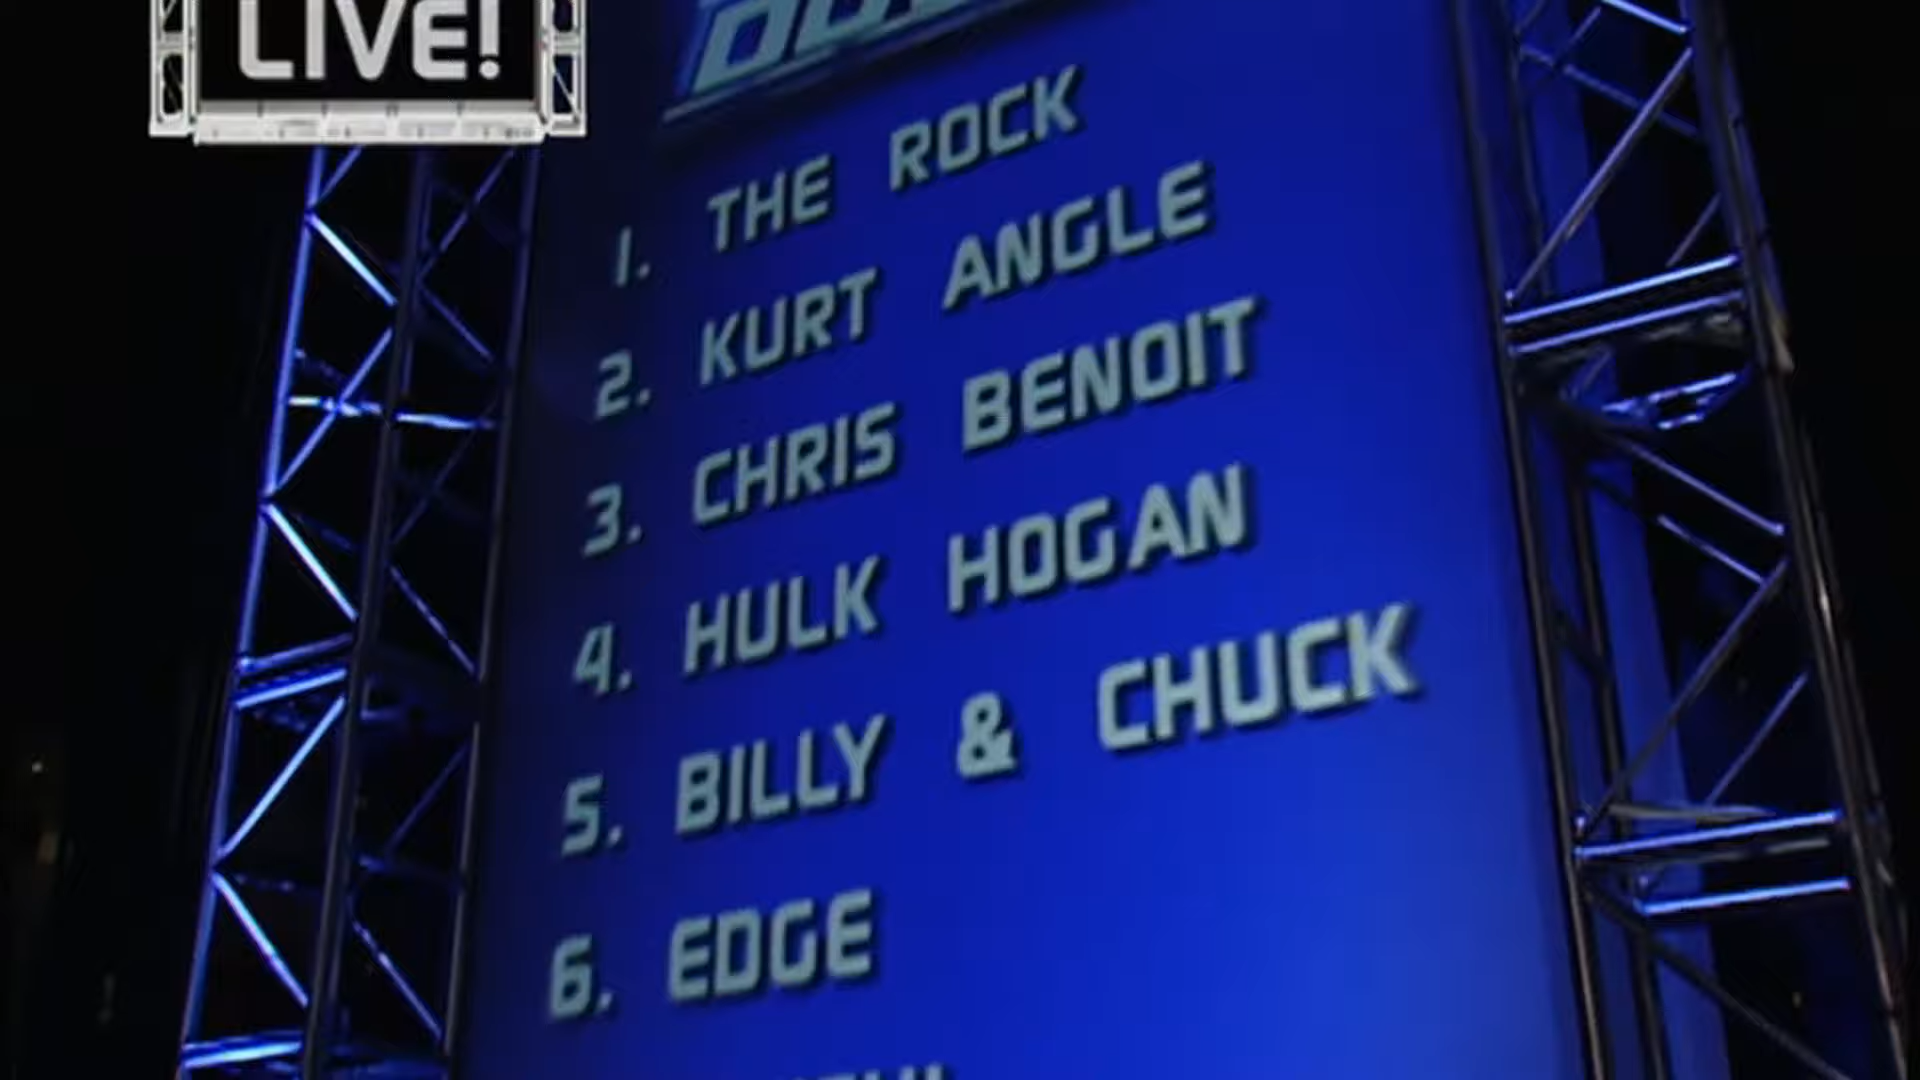 LIVE!
1. THE ROCK
2. KURT ANGLE
3. CHRIS BENOIT
4. HULK HOGAN
5. BILLY & CHUCK
6. EDGE